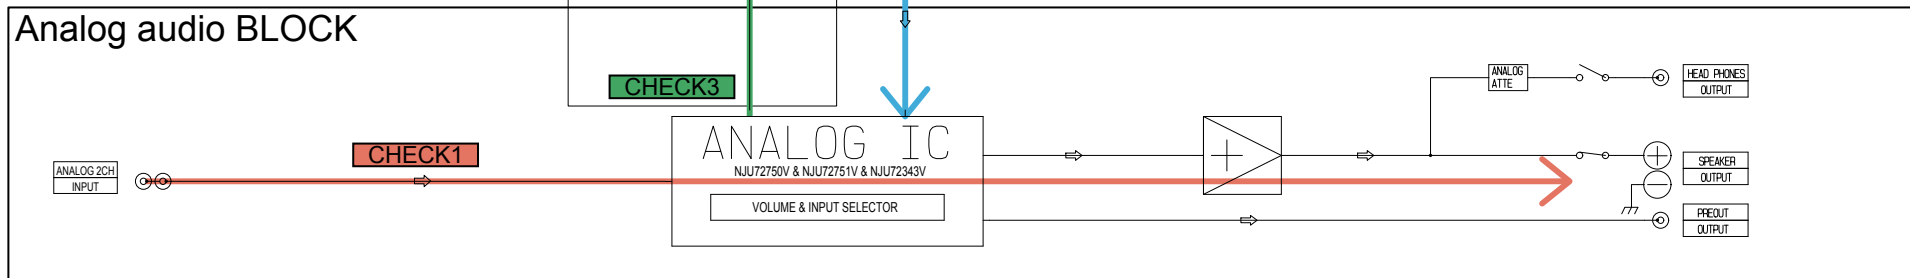 Analog audio BLOCK
CHECK3
ANALOG
ATTE
HEAD PHONES
OUTPUT
CHECK1
ANALOG 2CH
INPUT
ANALOG IC
NJU72750V & NJU72751V & NJU72343V
VOLUME & INPUT SELECTOR
SPEAKER
OUTPUT
PREOUT
OUTPUT